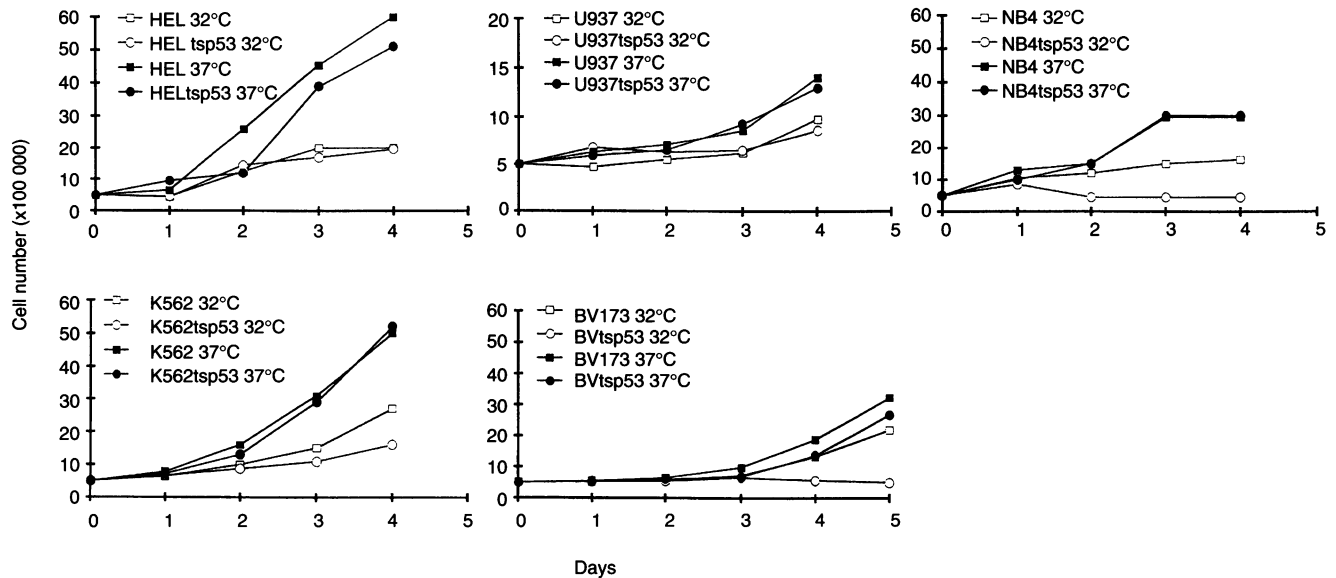 Cell number (x100 000)
60
50
40
30
20
10
0
HEL 32°C
HEL tsp53 32°C
HEL 37°C
HELtsp53 37°C
0 1 2 3 4 5
20
15
10
5
0
U937 32°C
U937tsp53 32°C
U937 37°C
U937tsp53 37°C
0 1 2 3 4 5
60
50
40
30
20
10
0
NB4 32°C
NB4tsp53 32°C
NB4 37°C
NB4tsp53 37°C
0 1 2 3 4 5
60
50
40
30
20
10
0
K562 32°C
K562tsp53 32°C
K562 37°C
K562tsp53 37°C
0 1 2 3 4 5
60
50
40
30
20
10
0
BV173 32°C
BVtsp53 32°C
BV173 37°C
BVtsp53 37°C
0 1 2 3 4 5
Days